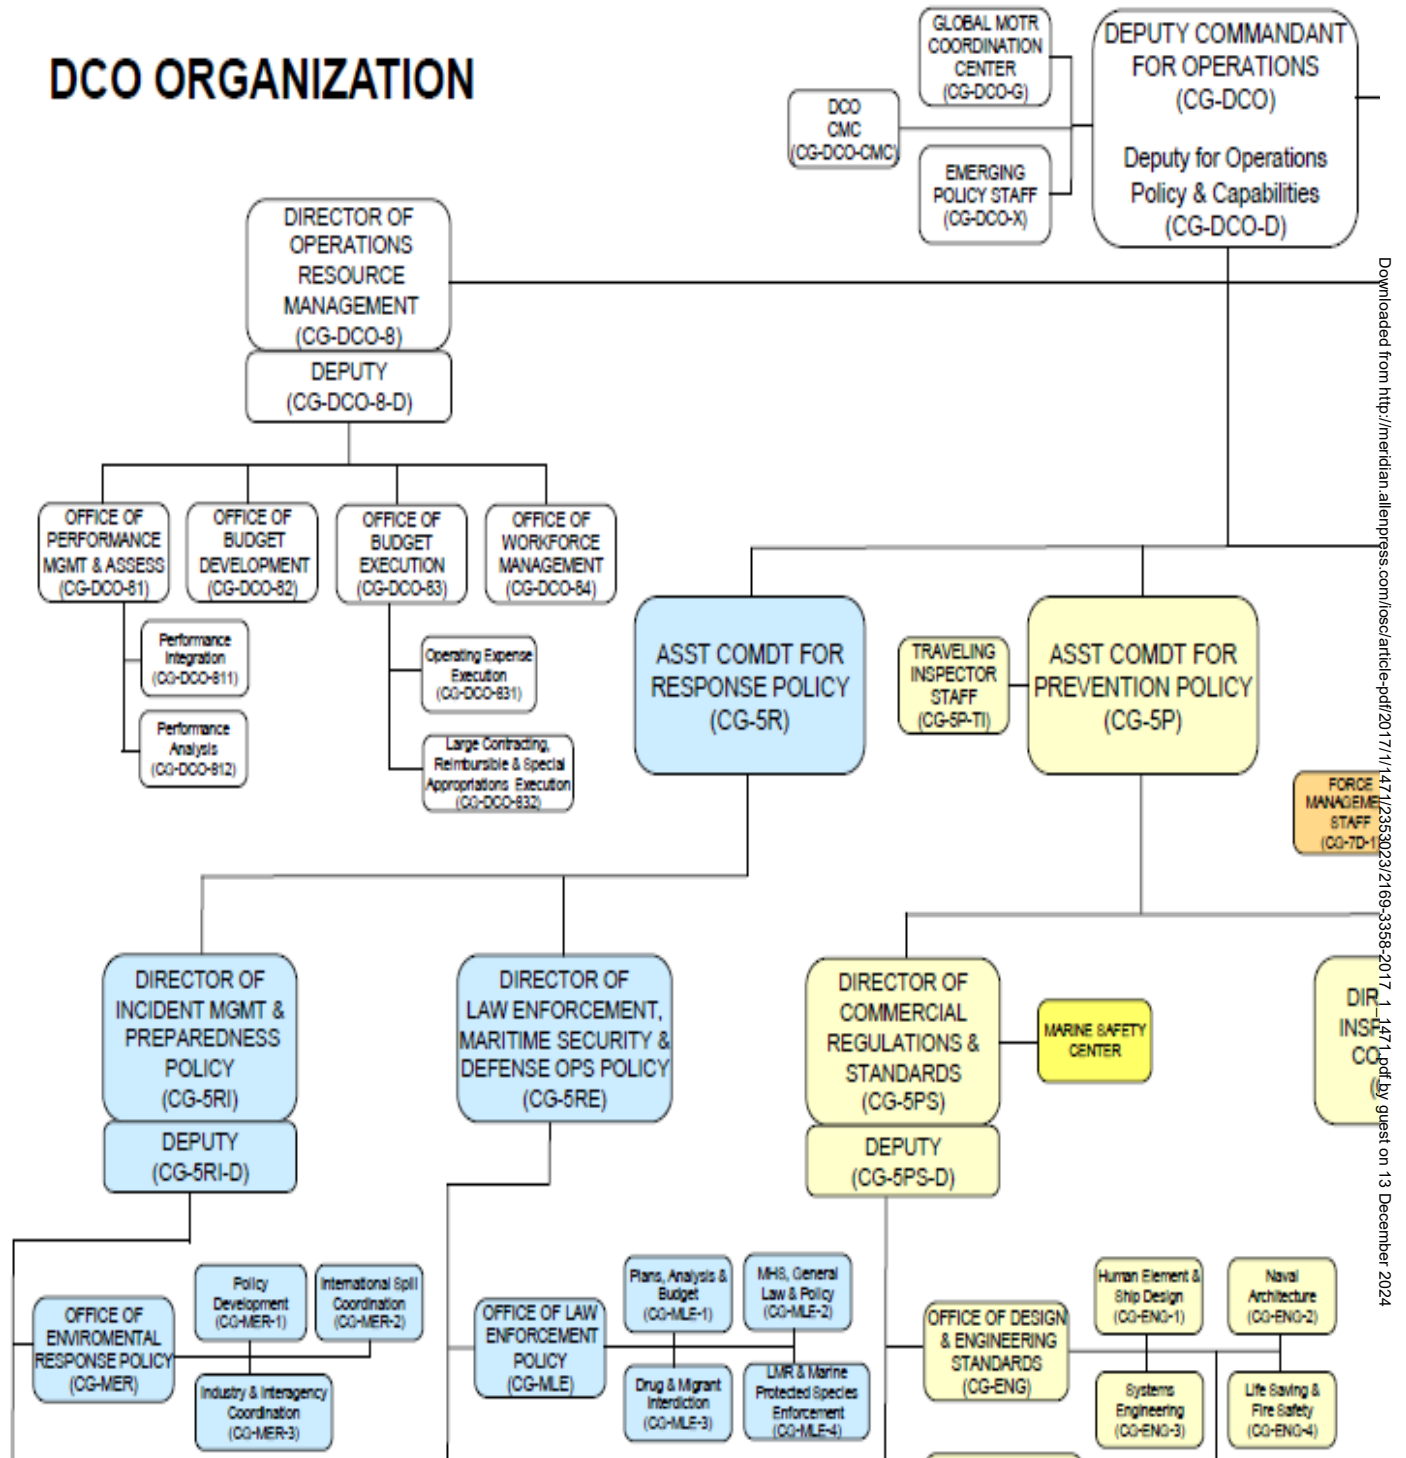 DCO ORGANIZATION
GLOBAL MOTR
COORDINATION
CENTER
(CG-DCO-G)
DCO
CMC
(CG-DCO-CMC)
EMERGING
POLICY STAFF
(CG-DCO-X)
DEPUTY COMMANDANT
FOR OPERATIONS
(CG-DCO)
Deputy for Operations
Policy & Capabilities
(CG-DCO-D)
DIRECTOR OF
OPERATIONS
RESOURCE
MANAGEMENT
(CG-DCO-8)
DEPUTY
(CG-DCO-8-D)
OFFICE OF
PERFORMANCE
MGMT & ASSESS
(CG-DCO-81)
OFFICE OF
BUDGET
DEVELOPMENT
(CG-DCO-82)
OFFICE OF
BUDGET
EXECUTION
(CG-DCO-83)
OFFICE OF
WORKFORCE
MANAGEMENT
(CG-DCO-84)
Performance
Integration
(CG-DCO-811)
Performance
Analysis
(CG-DCO-812)
Operating Expense
Execution
(CG-DCO-831)
Large Contracting,
Reimbursible & Special
Appropriations Execution
(CG-DCO-832)
ASST COMDT FOR
RESPONSE POLICY
(CG-5R)
TRAVELING
INSPECTOR
STAFF
(CG-5P-TI)
ASST COMDT FOR
PREVENTION POLICY
(CG-5P)
FORCE
MANAGEME
STAFF
(CG-7D-1)
DIRECTOR OF
INCIDENT MGMT &
PREPAREDNESS
POLICY
(CG-5RI)
DEPUTY
(CG-5RI-D)
DIRECTOR OF
LAW ENFORCEMENT,
MARITIME SECURITY &
DEFENSE OPS POLICY
(CG-5RE)
DIRECTOR OF
COMMERCIAL
REGULATIONS &
STANDARDS
(CG-5PS)
DEPUTY
(CG-5PS-D)
MARINE SAFETY
CENTER
DIR
INSP
CO
OFFICE OF
ENVIROMENTAL
RESPONSE POLICY
(CG-MER)
Policy
Development
(CG-MER-1)
International Spill
Coordination
(CG-MER-2)
Industry & Interagency
Coordination
(CG-MER-3)
OFFICE OF LAW
ENFORCEMENT
POLICY
(CG-MLE)
Plans, Analysis &
Budget
(CG-MLE-1)
MHS, General
Law & Policy
(CG-MLE-2)
Drug & Migrant
Interdiction
(CG-MLE-3)
LMR & Marine
Protected Species
Enforcement
(CG-MLE-4)
OFFICE OF DESIGN
& ENGINEERING
STANDARDS
(CG-ENG)
Human Element &
Ship Design
(CG-ENG-1)
Naval
Architecture
(CG-ENG-2)
Systems
Engineering
(CG-ENG-3)
Life Saving &
Fire Safety
(CG-ENG-4)
Downloaded from http://meridian.allenpress.com/iosc/article-pdf/2017/1/1471/2353023/2169-3358-2017_1_1471.pdf by guest on 13 December 2024